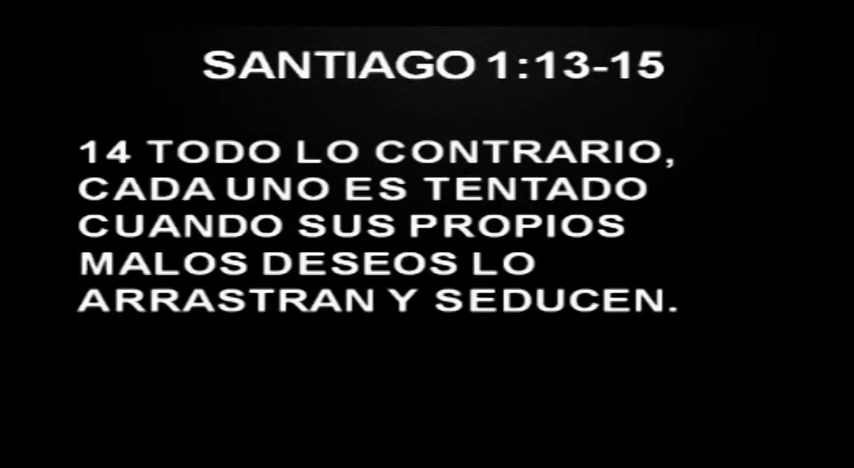 SANTIAGO 1:13-15
14 TODO LO CONTRARIO,
CADA UNO ES TENTADO
CUANDO SUS PROPIOS
MALOS DESEOS LO
ARRASTRAN Y SEDUCEN.